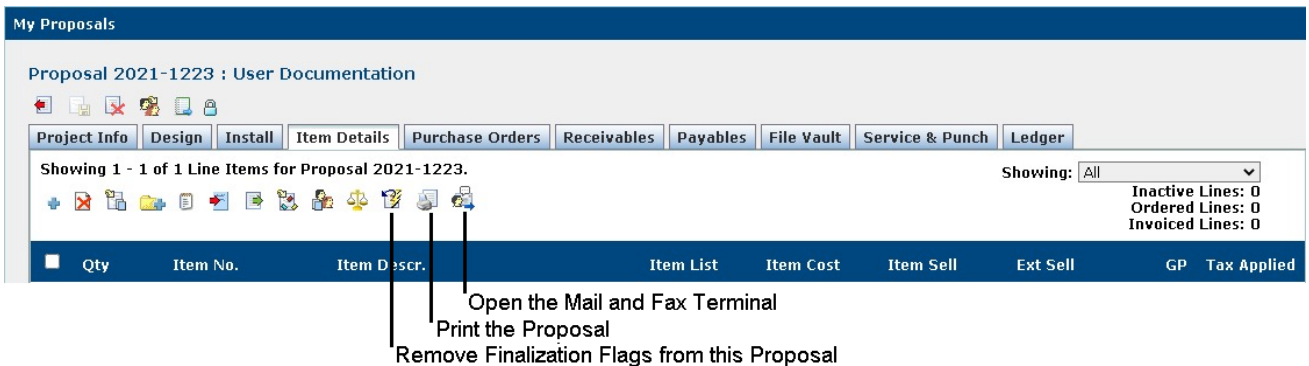 My Proposals
Proposal 2021-1223 : User Documentation
Project Info Design Install Item Details Purchase Orders Receivables Payables File Vault Service & Punch Ledger
Showing 1 - 1 of 1 Line Items for Proposal 2021-1223.
Showing: All
Inactive Lines: 0
Ordered Lines: 0
Invoiced Lines: 0
Qty Item No. Item Descr. Item List Item Cost Item Sell Ext Sell GP Tax Applied
Open the Mail and Fax Terminal
Print the Proposal
Remove Finalization Flags from this Proposal